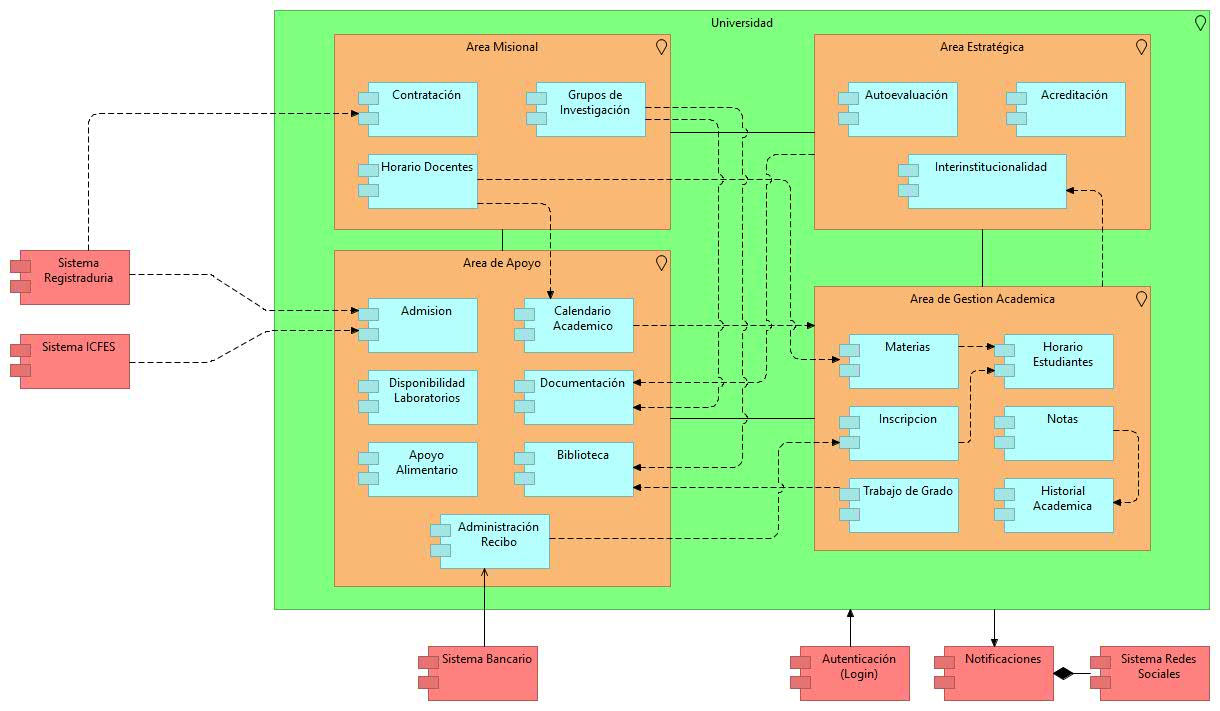 Universidad
Area Misional
Area Estratégica
Contratación
Grupos de
Investigación
Autoevaluación
Acreditación
Horario Docentes
Interinstitucionalidad
Sistema
Registraduria
Area de Apoyo
Area de Gestion Academica
Admision
Calendario
Academico
Sistema ICFES
Materias
Horario
Estudiantes
Disponibilidad
Laboratorios
Documentación
Inscripcion
Notas
Apoyo
Alimentario
Biblioteca
Trabajo de Grado
Historial
Academica
Administración
Recibo
Sistema Bancario
Autenticación
(Login)
Notificaciones
Sistema Redes
Sociales